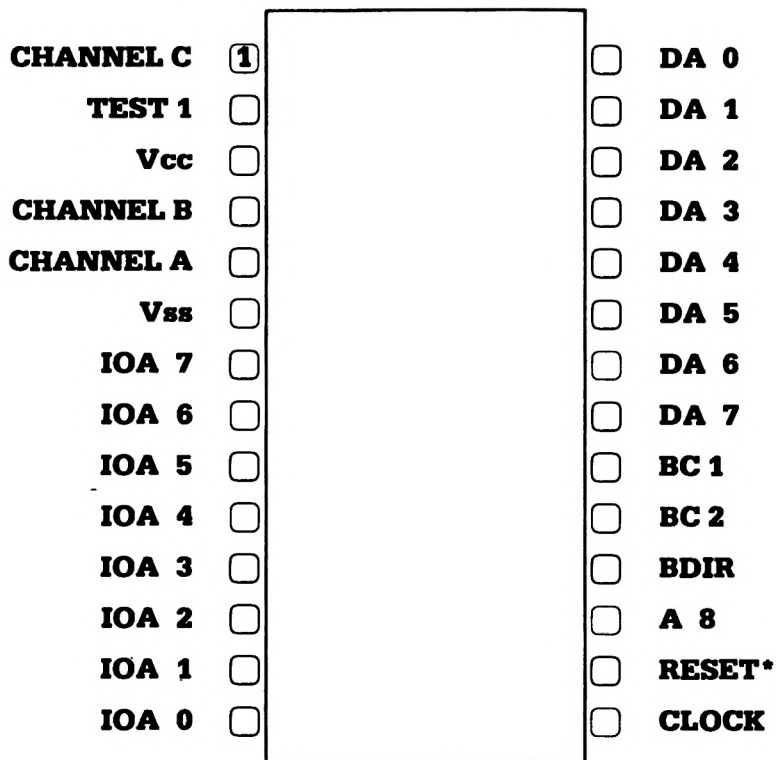 CHANNEL C 1 DA 0
TEST 1 DA 1
Vcc DA 2
CHANNEL B DA 3
CHANNEL A DA 4
Vss DA 5
IOA 7 DA 6
IOA 6 DA 7
IOA 5 BC 1
IOA 4 BC 2
IOA 3 BDIR
IOA 2 A 8
IOA 1 RESET*
IOA 0 CLOCK